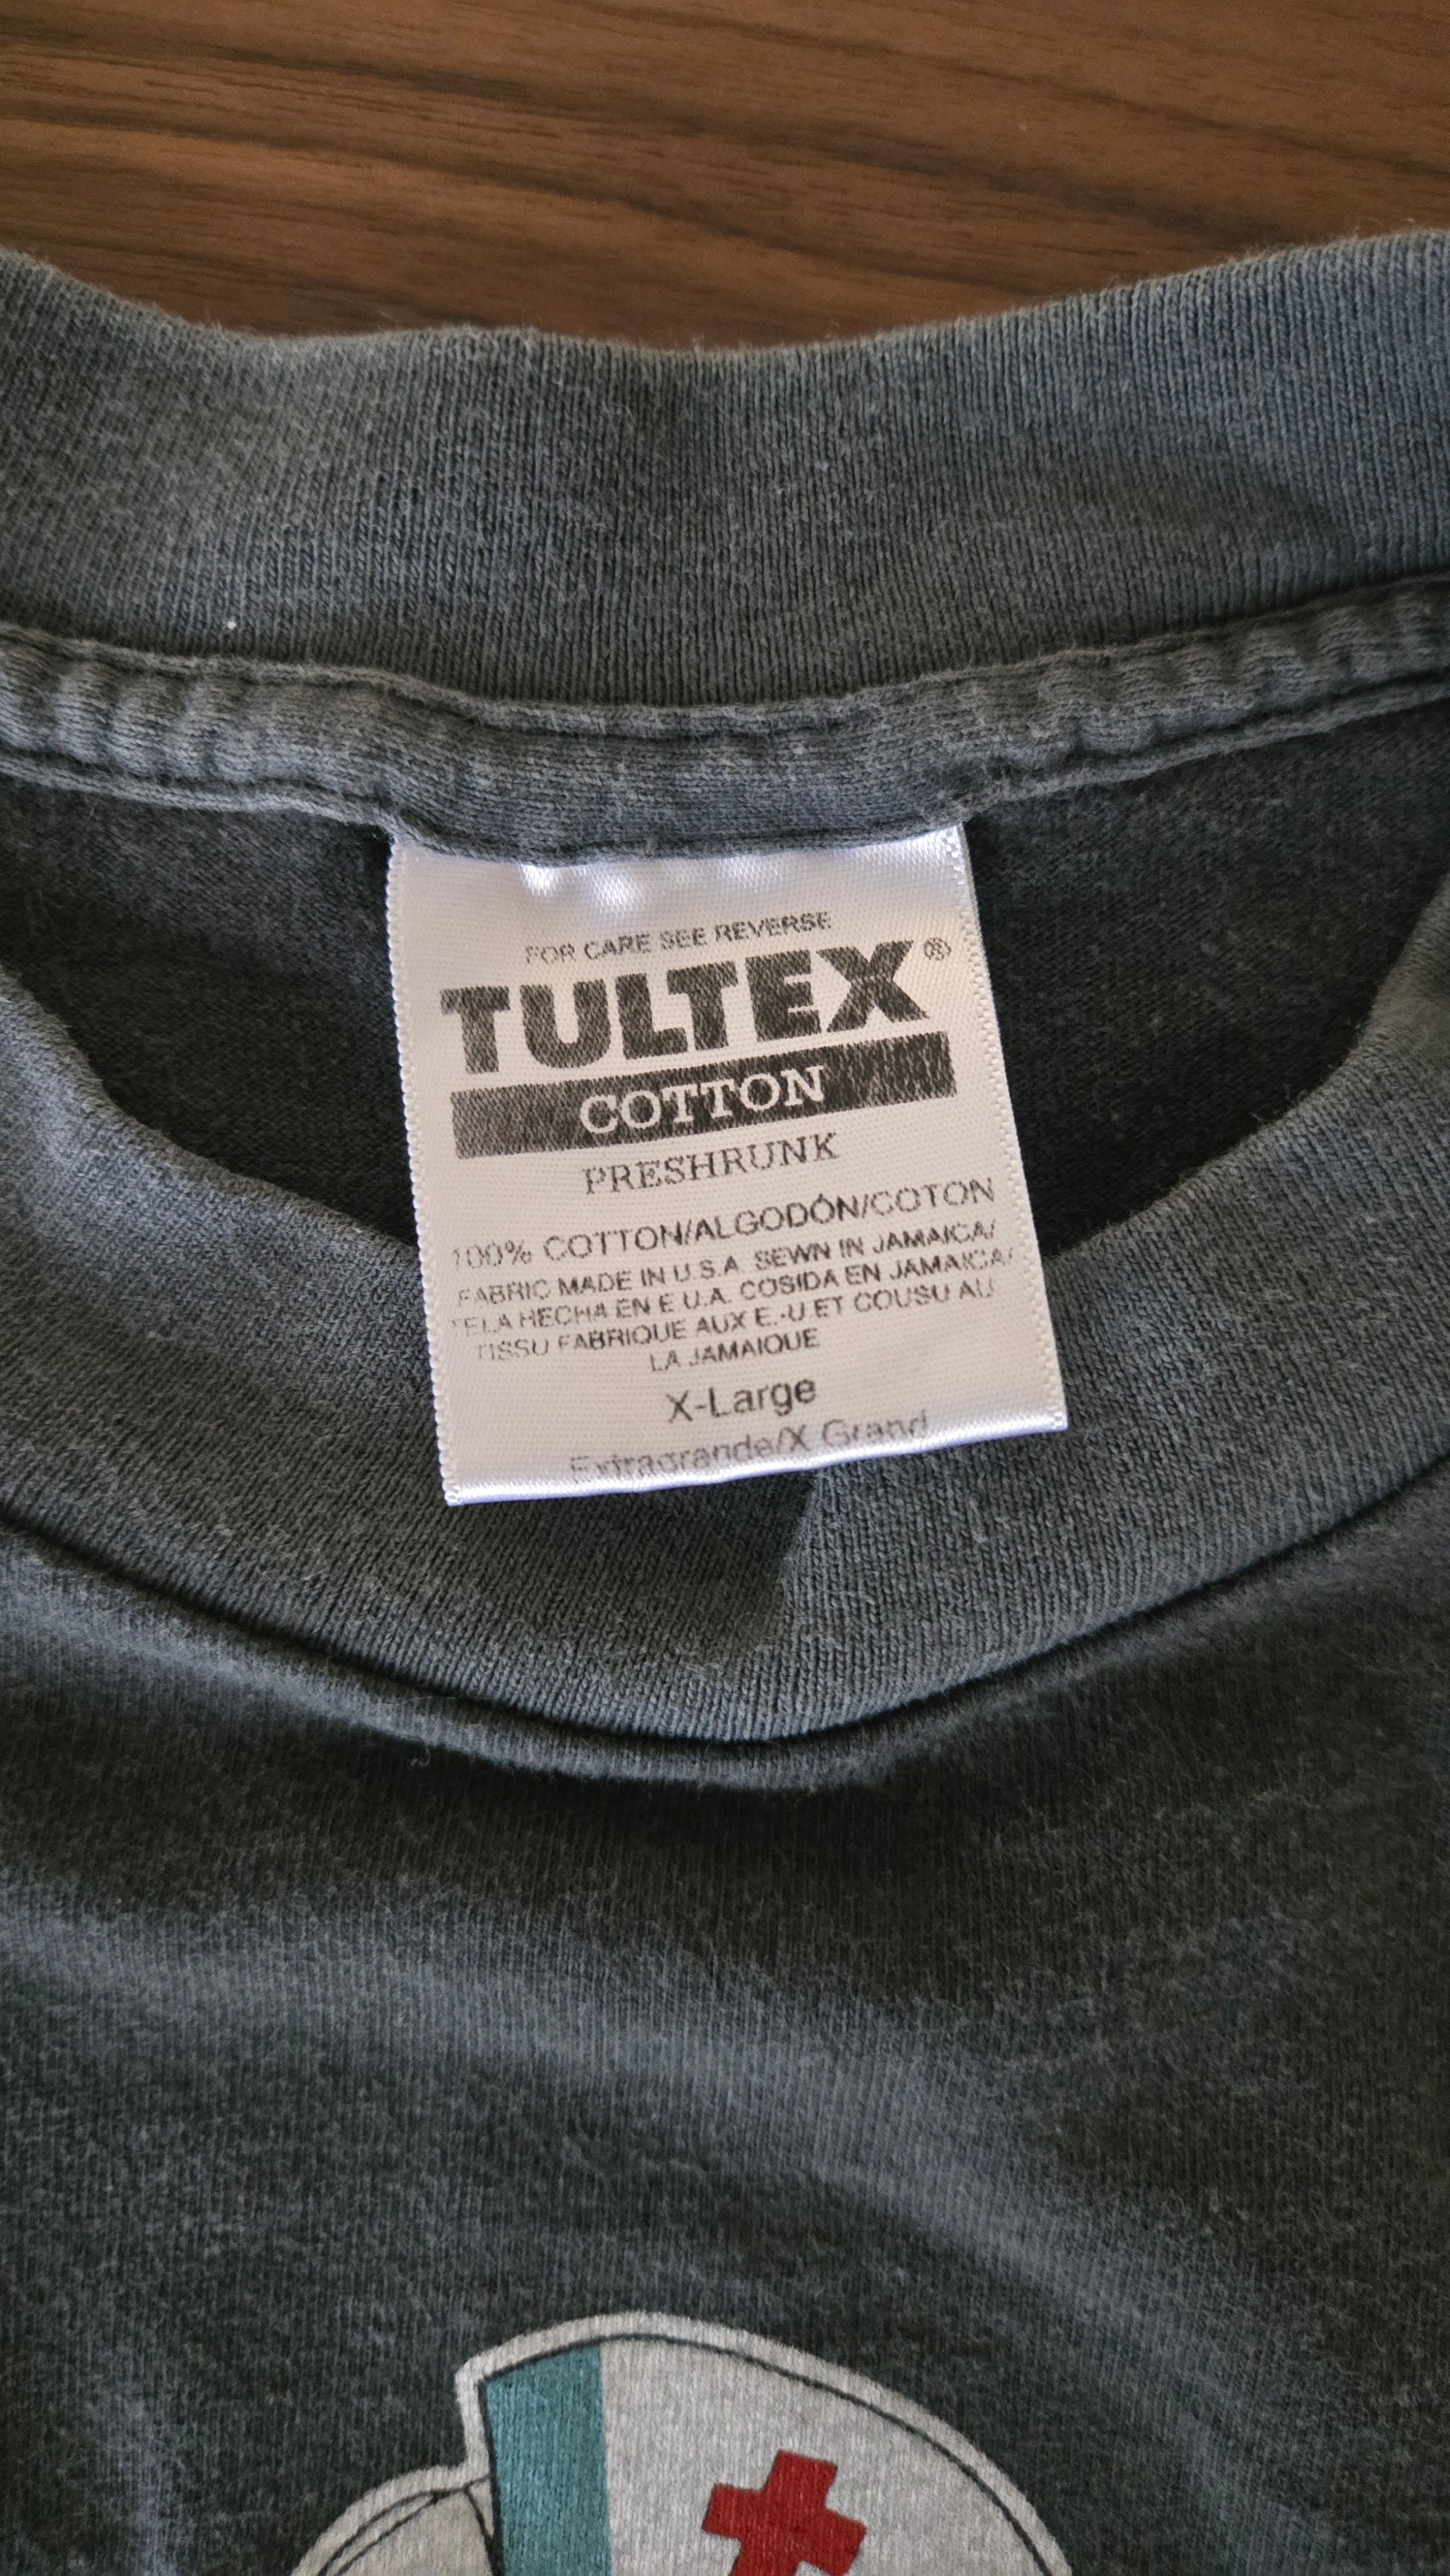 FOR CARE SEE REVERSE
TULTEX®
COTTON
PRESHRUNK
100% COTTON/ALGODÓN/COTON
FABRIC MADE IN U.S.A. SEWN IN JAMAICA/
TELA HECHA EN E.U.A. COSIDA EN JAMAICA/
TISSU FABRIQUE AUX E.-U ET COUSU AU
LA JAMAIQUE
X-Large
Extragrande/X Grand